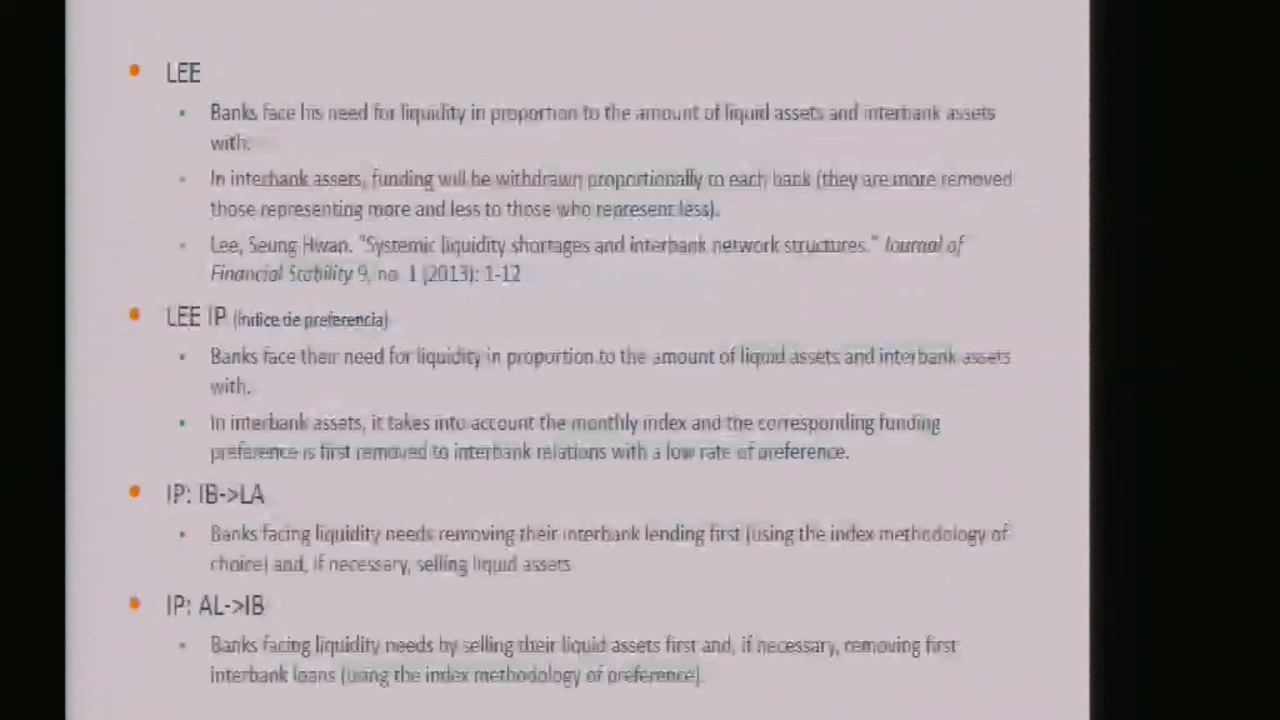 LEE
Banks face his need for liquidity in proportion to the amount of liquid assets and interbank assets
with.
In interbank assets, funding will be withdrawn proportionally to each bank (they are more removed
those representing more and less to those who represent less).
Lee, Seung Hwan. "Systemic liquidity shortages and interbank network structures." Journal of
Financial Stability 9, no. 1 (2013): 1-12
LEE IP (Índice de preferencia)
Banks face their need for liquidity in proportion to the amount of liquid assets and interbank assets
with.
In interbank assets, it takes into account the monthly index and the corresponding funding
preference is first removed to interbank relations with a low rate of preference.
IP: IB->LA
Banks facing liquidity needs removing their interbank lending first (using the index methodology of
choice) and, if necessary, selling liquid assets
IP: AL->IB
Banks facing liquidity needs by selling their liquid assets first and, if necessary, removing first
interbank loans (using the index methodology of preference).